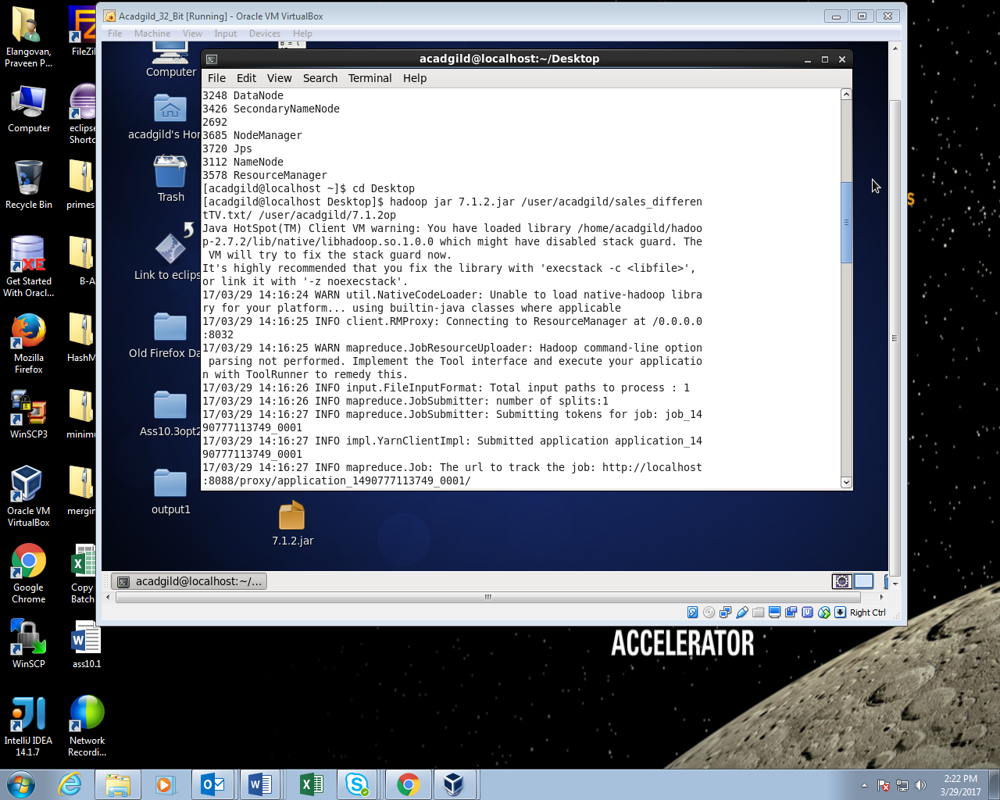 Acadgild_32_Bit [Running] - Oracle VM VirtualBox
File Machine View Input Devices Help
acadgild@localhost:~/Desktop
File Edit View Search Terminal Help
3248 DataNode
3426 SecondaryNameNode
2692
3685 NodeManager
3720 Jps
3112 NameNode
3578 ResourceManager
[acadgild@localhost ~]$ cd Desktop
[acadgild@localhost Desktop]$ hadoop jar 7.1.2.jar /user/acadgild/sales_differen
tTV.txt/ /user/acadgild/7.1.2op
Java HotSpot(TM) Client VM warning: You have loaded library /home/acadgild/hadoo
p-2.7.2/lib/native/libhadoop.so.1.0.0 which might have disabled stack guard. The
VM will try to fix the stack guard now.
It's highly recommended that you fix the library with 'execstack -c <libfile>',
or link it with '-z noexecstack'.
17/03/29 14:16:24 WARN util.NativeCodeLoader: Unable to load native-hadoop libra
ry for your platform... using builtin-java classes where applicable
17/03/29 14:16:25 INFO client.RMProxy: Connecting to ResourceManager at /0.0.0.0
:8032
17/03/29 14:16:25 WARN mapreduce.JobResourceUploader: Hadoop command-line option
parsing not performed. Implement the Tool interface and execute your applicatio
n with ToolRunner to remedy this.
17/03/29 14:16:26 INFO input.FileInputFormat: Total input paths to process : 1
17/03/29 14:16:26 INFO mapreduce.JobSubmitter: number of splits:1
17/03/29 14:16:27 INFO mapreduce.JobSubmitter: Submitting tokens for job: job_14
90777113749_0001
17/03/29 14:16:27 INFO impl.YarnClientImpl: Submitted application application_14
90777113749_0001
17/03/29 14:16:27 INFO mapreduce.Job: The url to track the job: http://localhost
:8088/proxy/application_1490777113749_0001/
Computer
acadgild's Hor
Trash
Link to eclips
Old Firefox Da
Ass10.3opt2
output1
7.1.2.jar
acadgild@localhost:~/...
Right Ctrl
Elangovan,
Praveen P...
FileZil
Computer
eclipse
Shortc
Recycle Bin
primes
Get Started
With Oracl...
B-A
Mozilla
Firefox
HashM
WinSCP3
minimu
Oracle VM
VirtualBox
mergin
Google
Chrome
Copy
Batch
WinSCP
ass10.1
IntelliJ IDEA
14.1.7
Network
Recordi...
ACCELERATOR
2:22 PM
3/29/2017